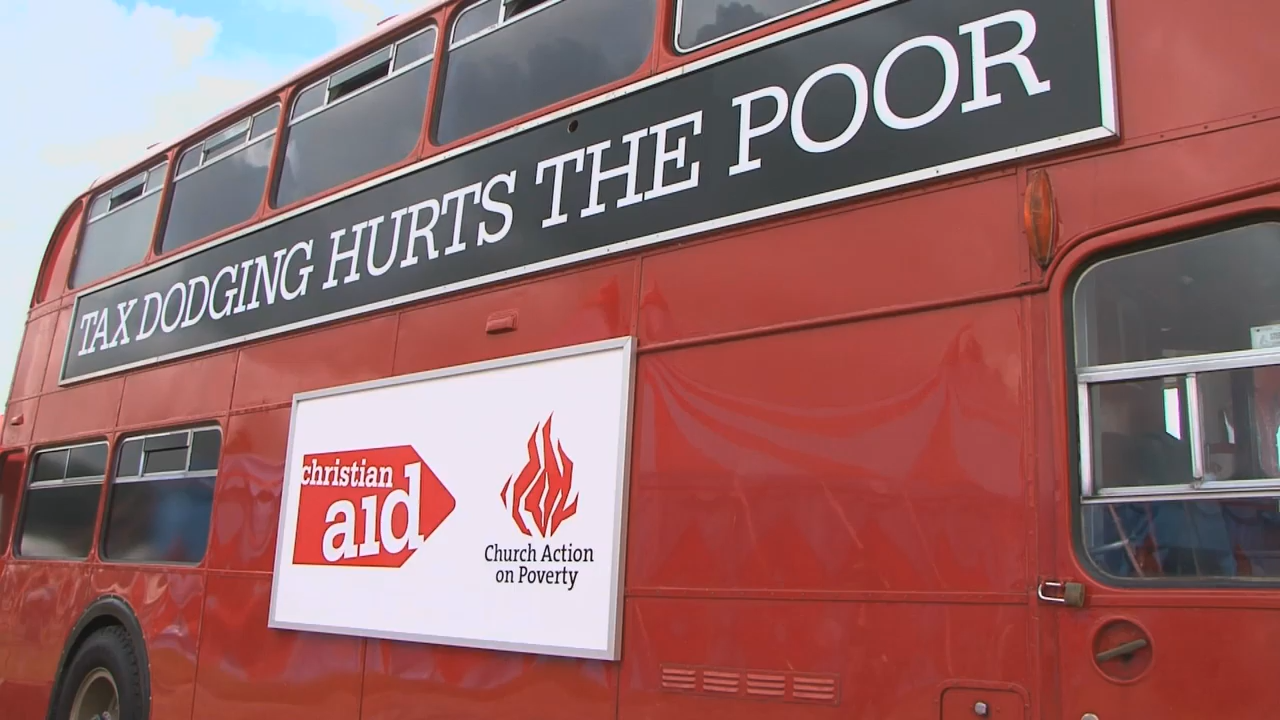 TAX DODGING HURTS THE POOR
christian
aid
Church Action
on Poverty